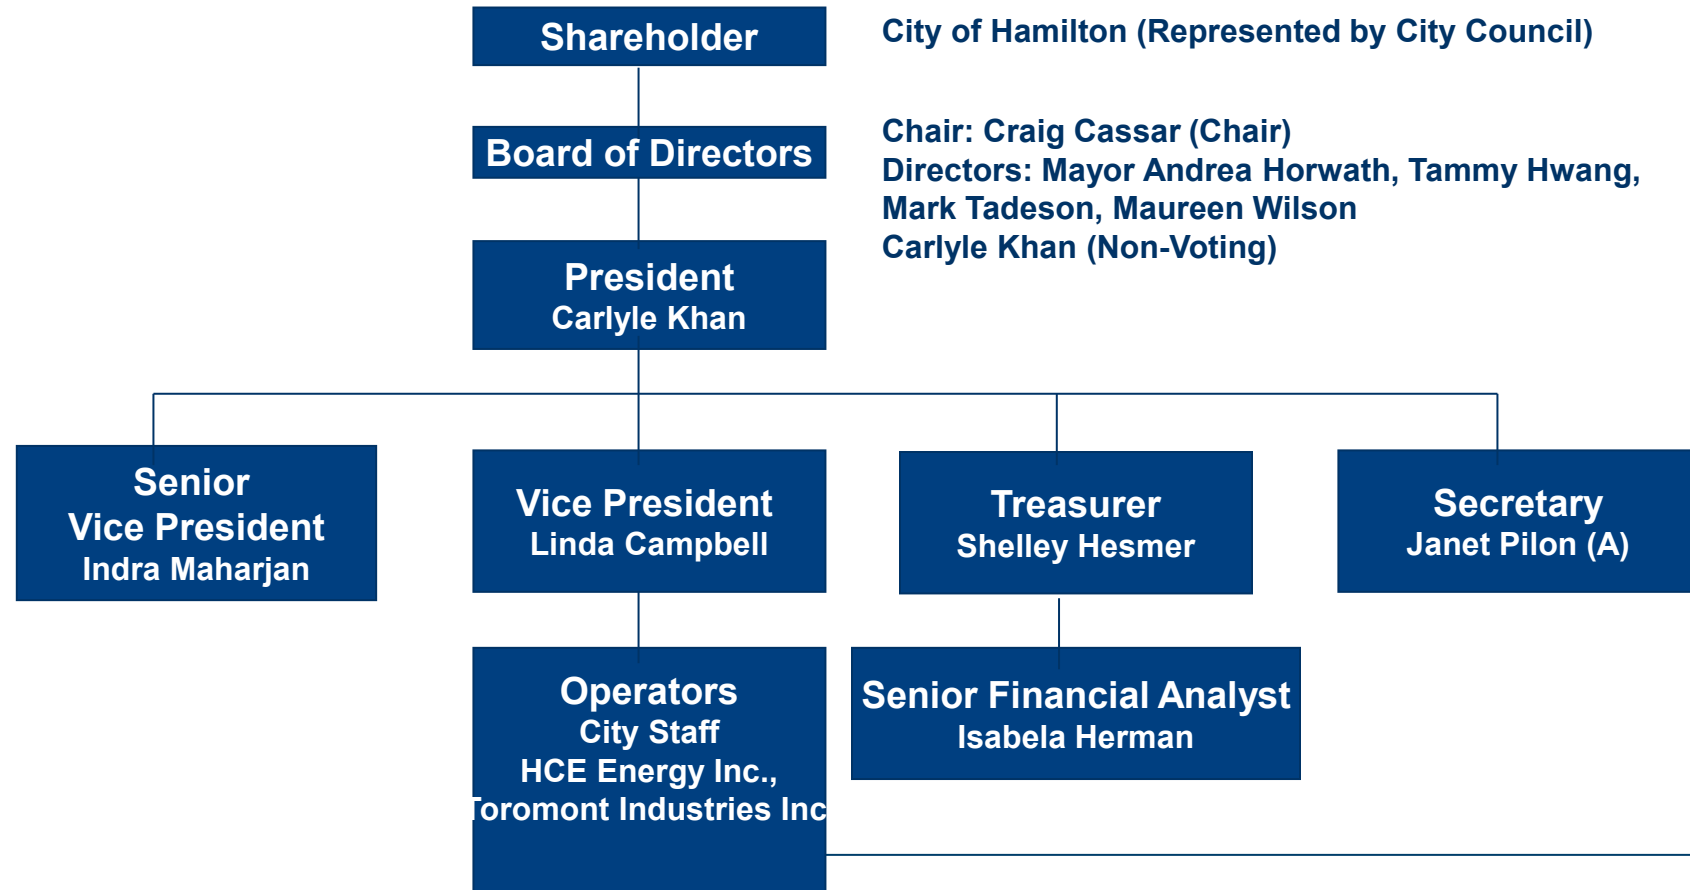 Shareholder
City of Hamilton (Represented by City Council)
Board of Directors
Chair: Craig Cassar (Chair)
Directors: Mayor Andrea Horwath, Tammy Hwang,
Mark Tadeson, Maureen Wilson
Carlyle Khan (Non-Voting)
President
Carlyle Khan
Senior
Vice President
Indra Maharjan
Vice President
Linda Campbell
Treasurer
Shelley Hesmer
Secretary
Janet Pilon (A)
Operators
City Staff
HCE Energy Inc.,
Toromont Industries Inc
Senior Financial Analyst
Isabela Herman